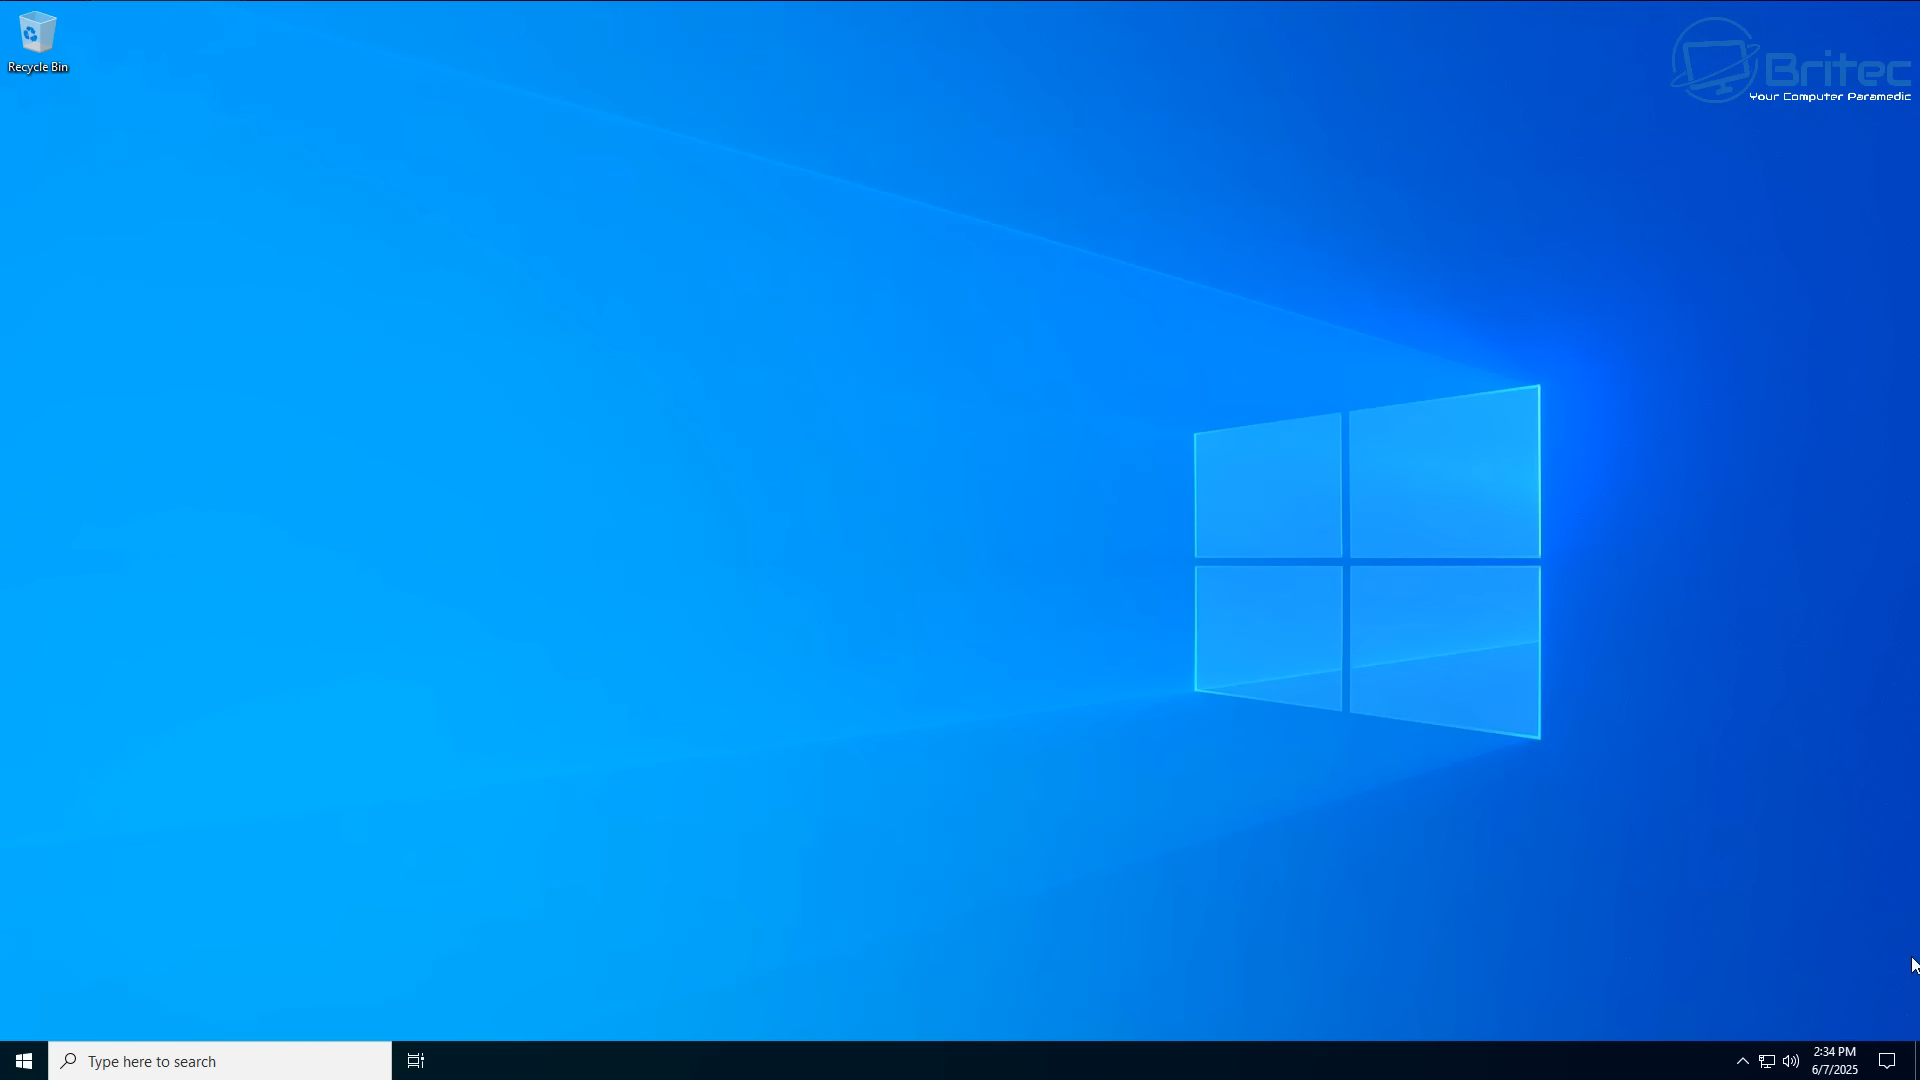 Recycle Bin
Britec
Your Computer Paramedic
Type here to search
2:34 PM
6/7/2025